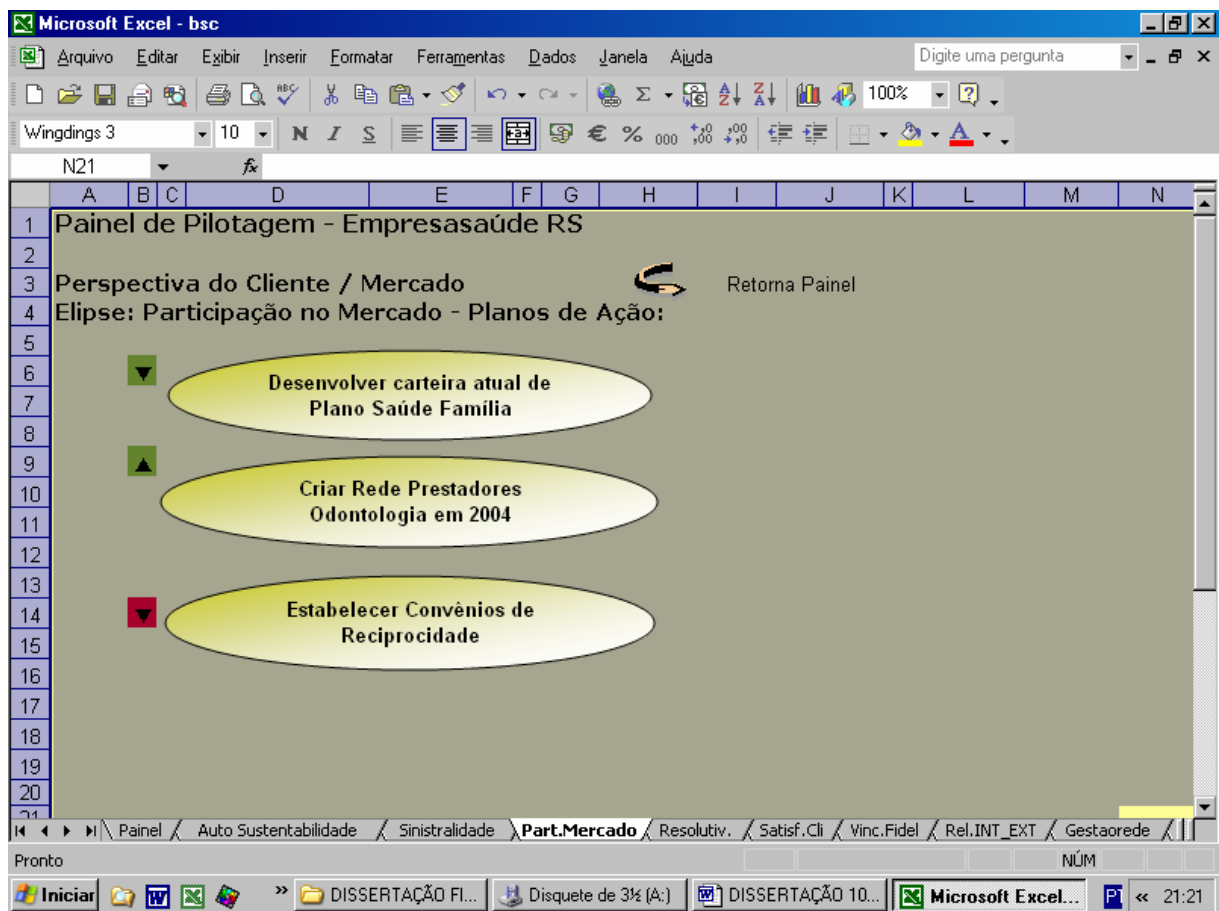 Microsoft Excel - bsc
Arquivo Editar Exibir Inserir Formatar Ferramentas Dados Janela Ajuda Digite uma pergunta
100%
Wingdings 3 10 N I S € % 000
N21 fx
A B C D E F G H I J K L M N
1 Painel de Pilotagem - Empresasaúde RS
2
3 Perspectiva do Cliente / Mercado Retorna Painel
4 Elipse: Participação no Mercado - Planos de Ação:
5
6 Desenvolver carteira atual de
7 Plano Saúde Família
8
9
10 Criar Rede Prestadores
11 Odontologia em 2004
12
13
14 Estabelecer Convênios de
15 Reciprocidade
16
17
18
19
20
21
Painel Auto Sustentabilidade Sinistralidade Part.Mercado Resolutiv. Satisf.Cli Vinc.Fidel Rel.INT_EXT Gestaorede
Pronto NÚM
Iniciar » DISSERTAÇÃO FI... Disquete de 3½ (A:) DISSERTAÇÃO 10... Microsoft Excel... PT « 21:21